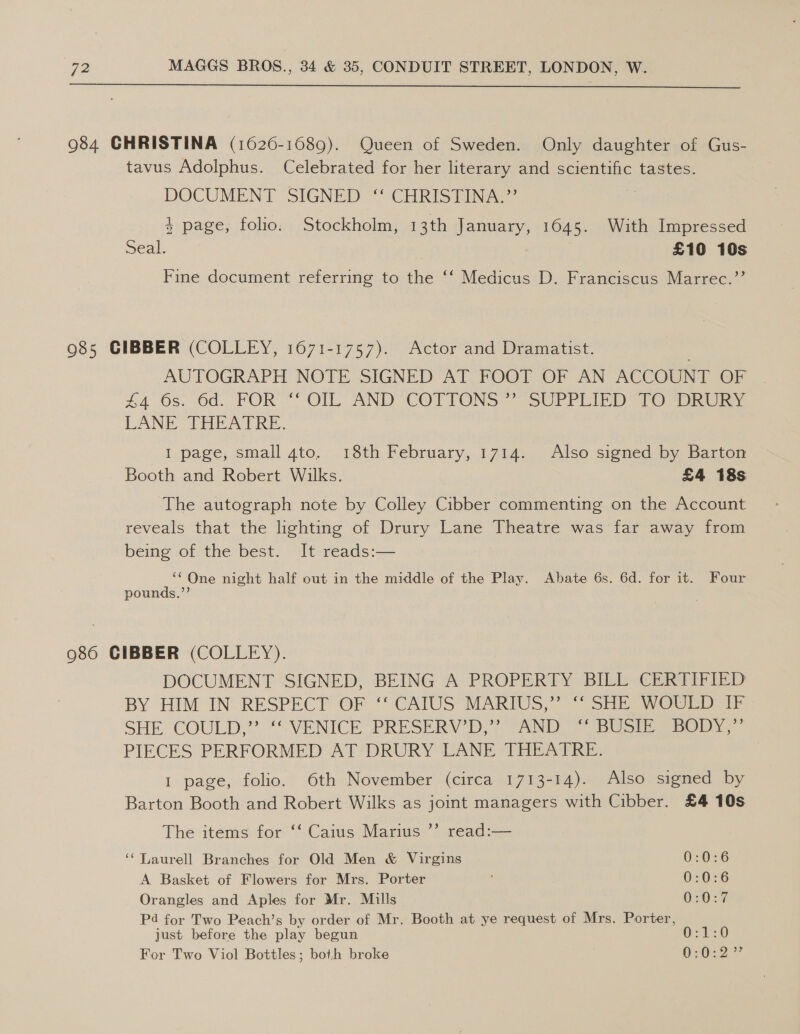 72 MAGGS BROS., 34 & 35, CONDUIT STREET, LONDON, W.
984 CHRISTINA (1626-1689). Queen of Sweden. Only daughter of Gus-
tavus Adolphus. Celebrated for her literary and scientific tastes.
DOCUMENT SIGNED ‘‘ CHRISTINA.’’
½ page, folio. Stockholm, 13th January, 1645. With Impressed
Seal. £10 10s
Fine document referring to the ‘‘ Medicus D. Franciscus Marrec.’’
985 CIBBER (COLLEY, 1671-1757). Actor and Dramatist.
AUTOGRAPH NOTE SIGNED AT FOOT OF AN ACCOUNT OF
£4 6s. 6d. FOR ‘‘ OIL AND COTTONS ’’ SUPPLIED TO DRURY
LANE THEATRE.
1 page, small 4to. 18th February, 1714. Also signed by Barton
Booth and Robert Wilks. £4 18s
The autograph note by Colley Cibber commenting on the Account
reveals that the lighting of Drury Lane Theatre was far away from
being of the best. It reads:—
‘‘ One night half out in the middle of the Play. Abate 6s. 6d. for it. Four
pounds.’’
986 CIBBER (COLLEY).
DOCUMENT SIGNED, BEING A PROPERTY BILL CERTIFIED
BY HIM IN RESPECT OF ‘‘ CAIUS MARIUS,’’ ‘‘ SHE WOULD IF
SHE COULD,’’ ‘‘ VENICE PRESERV’D,’’ AND ‘‘ BUSIE BODY,’’
PIECES PERFORMED AT DRURY LANE THEATRE.
1 page, folio. 6th November (circa 1713-14). Also signed by
Barton Booth and Robert Wilks as joint managers with Cibber. £4 10s
The items for ‘‘ Caius Marius ’’ read:—
‘‘ Laurell Branches for Old Men & Virgins 0:0:6
A Basket of Flowers for Mrs. Porter 0:0:6
Orangles and Aples for Mr. Mills 0:0:7
Pd for Two Peach’s by order of Mr. Booth at ye request of Mrs. Porter,
just before the play begun 0:1:0
For Two Viol Bottles; both broke 0:0:2 ’’